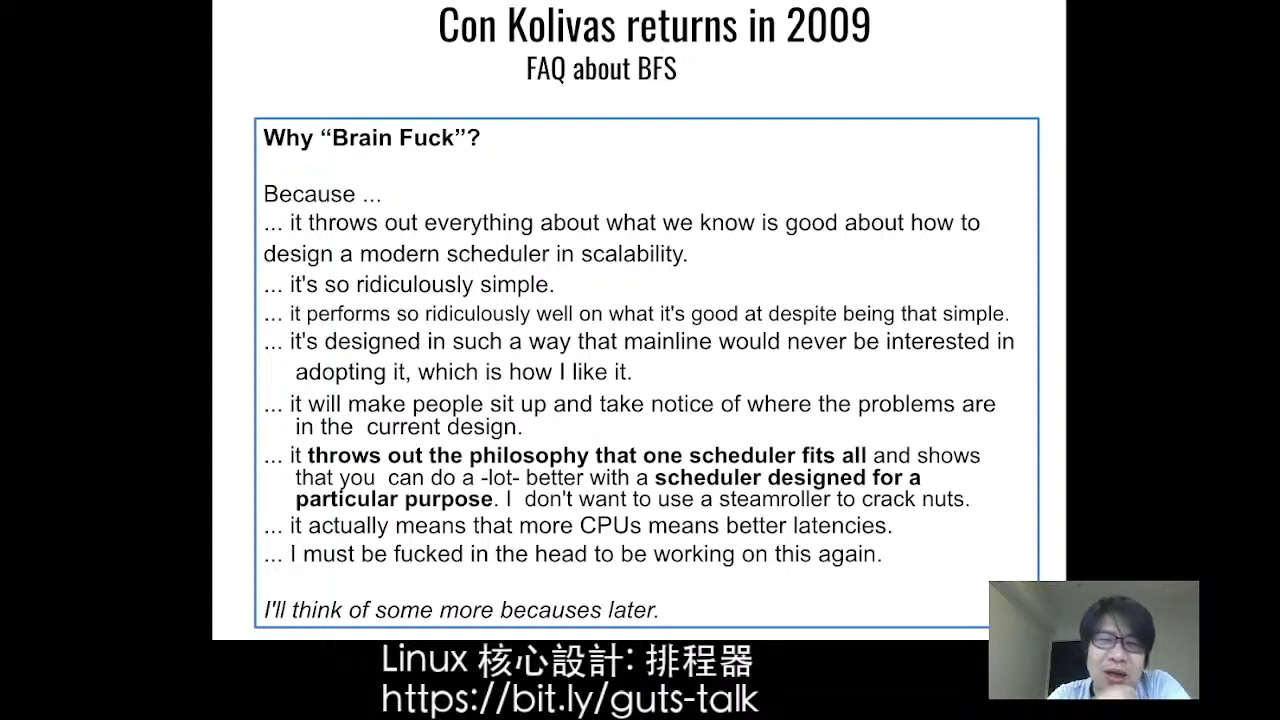 Con Kolivas returns in 2009
FAQ about BFS
Why “Brain Fuck”?
Because ...
... it throws out everything about what we know is good about how to
design a modern scheduler in scalability.
... it's so ridiculously simple.
... it performs so ridiculously well on what it's good at despite being that simple.
... it's designed in such a way that mainline would never be interested in
adopting it, which is how I like it.
... it will make people sit up and take notice of where the problems are
in the  current design.
... it throws out the philosophy that one scheduler fits all and shows
that you  can do a -lot- better with a scheduler designed for a
particular purpose. I  don't want to use a steamroller to crack nuts.
... it actually means that more CPUs means better latencies.
... I must be fucked in the head to be working on this again.
I'll think of some more becauses later.
Linux 核心設計: 排程器
https://bit.ly/guts-talk